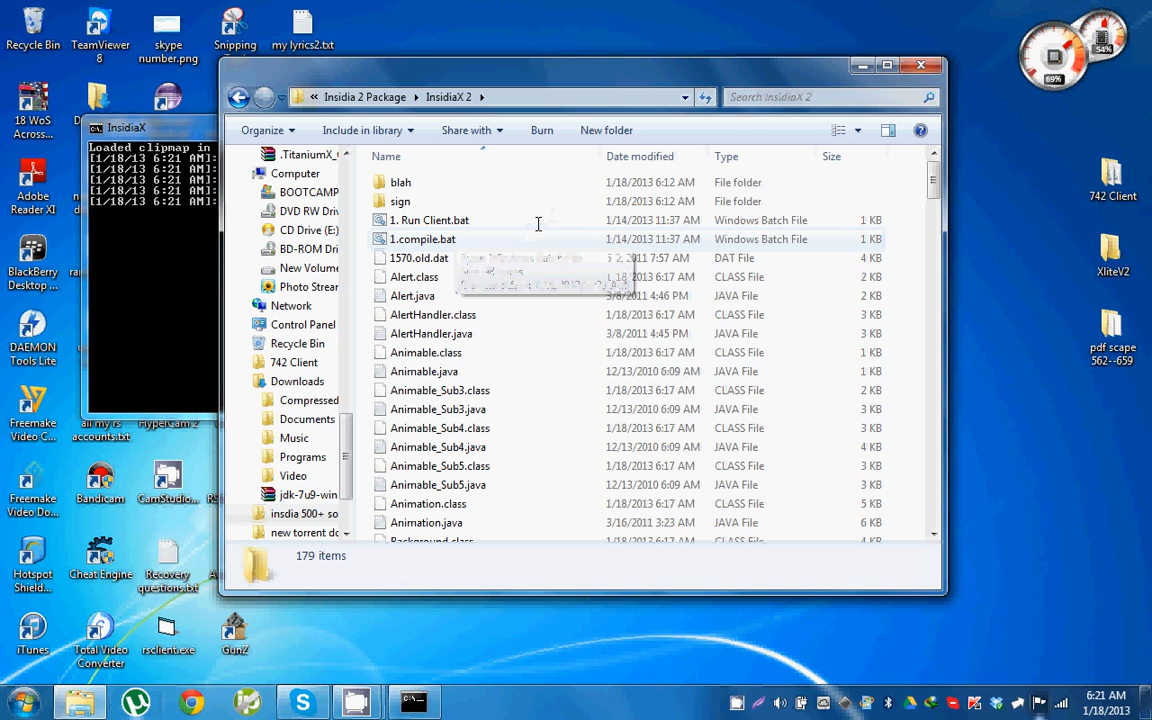 Recycle Bin
TeamViewer
8
skype
number.png
Snipping
my lyrics2.txt
69%
54%
« Insidia 2 Package
InsidiaX 2
Search InsidiaX 2
Organize
Include in library
Share with
Burn
New folder
18 WoS
Across...
Adobe
Reader XI
BlackBerry
Desktop ...
DAEMON
Tools Lite
Freemake
Video C...
all my rs
accounts.txt
HyperCam 2
Freemake
Video Do...
Bandicam
CamStudio...
Hotspot
Shield...
Cheat Engine
Recovery
questions.txt
iTunes
Total Video
Converter
rsclient.exe
GunZ
InsidiaX
Loaded clipmap in
[1/18/13 6:21 AM]:
[1/18/13 6:21 AM]:
[1/18/13 6:21 AM]:
[1/18/13 6:21 AM]:
[1/18/13 6:21 AM]:
.TitaniumX_
Computer
BOOTCAMP
DVD RW Driv
CD Drive (E:)
BD-ROM Driv
New Volume
Photo Stream
Network
Control Panel
Recycle Bin
742 Client
Downloads
Compressed
Documents
Music
Programs
Video
jdk-7u9-win
insdia 500+ so
new torrent do
Name Date modified Type Size
blah 1/18/2013 6:12 AM File folder
sign 1/18/2013 6:12 AM File folder
1. Run Client.bat 1/14/2013 11:37 AM Windows Batch File 1 KB
1.compile.bat 1/14/2013 11:37 AM Windows Batch File 1 KB
1570.old.dat 2011 7:57 AM DAT File 4 KB
Alert.class 6:17 AM CLASS File 2 KB
Alert.java 3/8/2011 4:46 PM JAVA File 2 KB
AlertHandler.class 1/18/2013 6:17 AM CLASS File 2 KB
AlertHandler.java 3/8/2011 4:45 PM JAVA File 2 KB
Animable.class 1/18/2013 6:17 AM CLASS File 1 KB
Animable.java 12/13/2010 6:09 AM JAVA File 1 KB
Animable_Sub3.class 1/18/2013 6:17 AM CLASS File 2 KB
Animable_Sub3.java 12/13/2010 6:09 AM JAVA File 2 KB
Animable_Sub4.class 1/18/2013 6:17 AM CLASS File 3 KB
Animable_Sub4.java 12/13/2010 6:09 AM JAVA File 4 KB
Animable_Sub5.class 1/18/2013 6:17 AM CLASS File 3 KB
Animable_Sub5.java 12/13/2010 6:09 AM JAVA File 3 KB
Animation.class 1/18/2013 6:17 AM CLASS File 5 KB
Animation.java 3/16/2011 3:23 AM JAVA File 6 KB
Background.class 1/18/2013 6:17 AM CLASS File 5 KB
179 items
742 Client
XliteV2
pdf scape
562--659
6:21 AM
1/18/2013